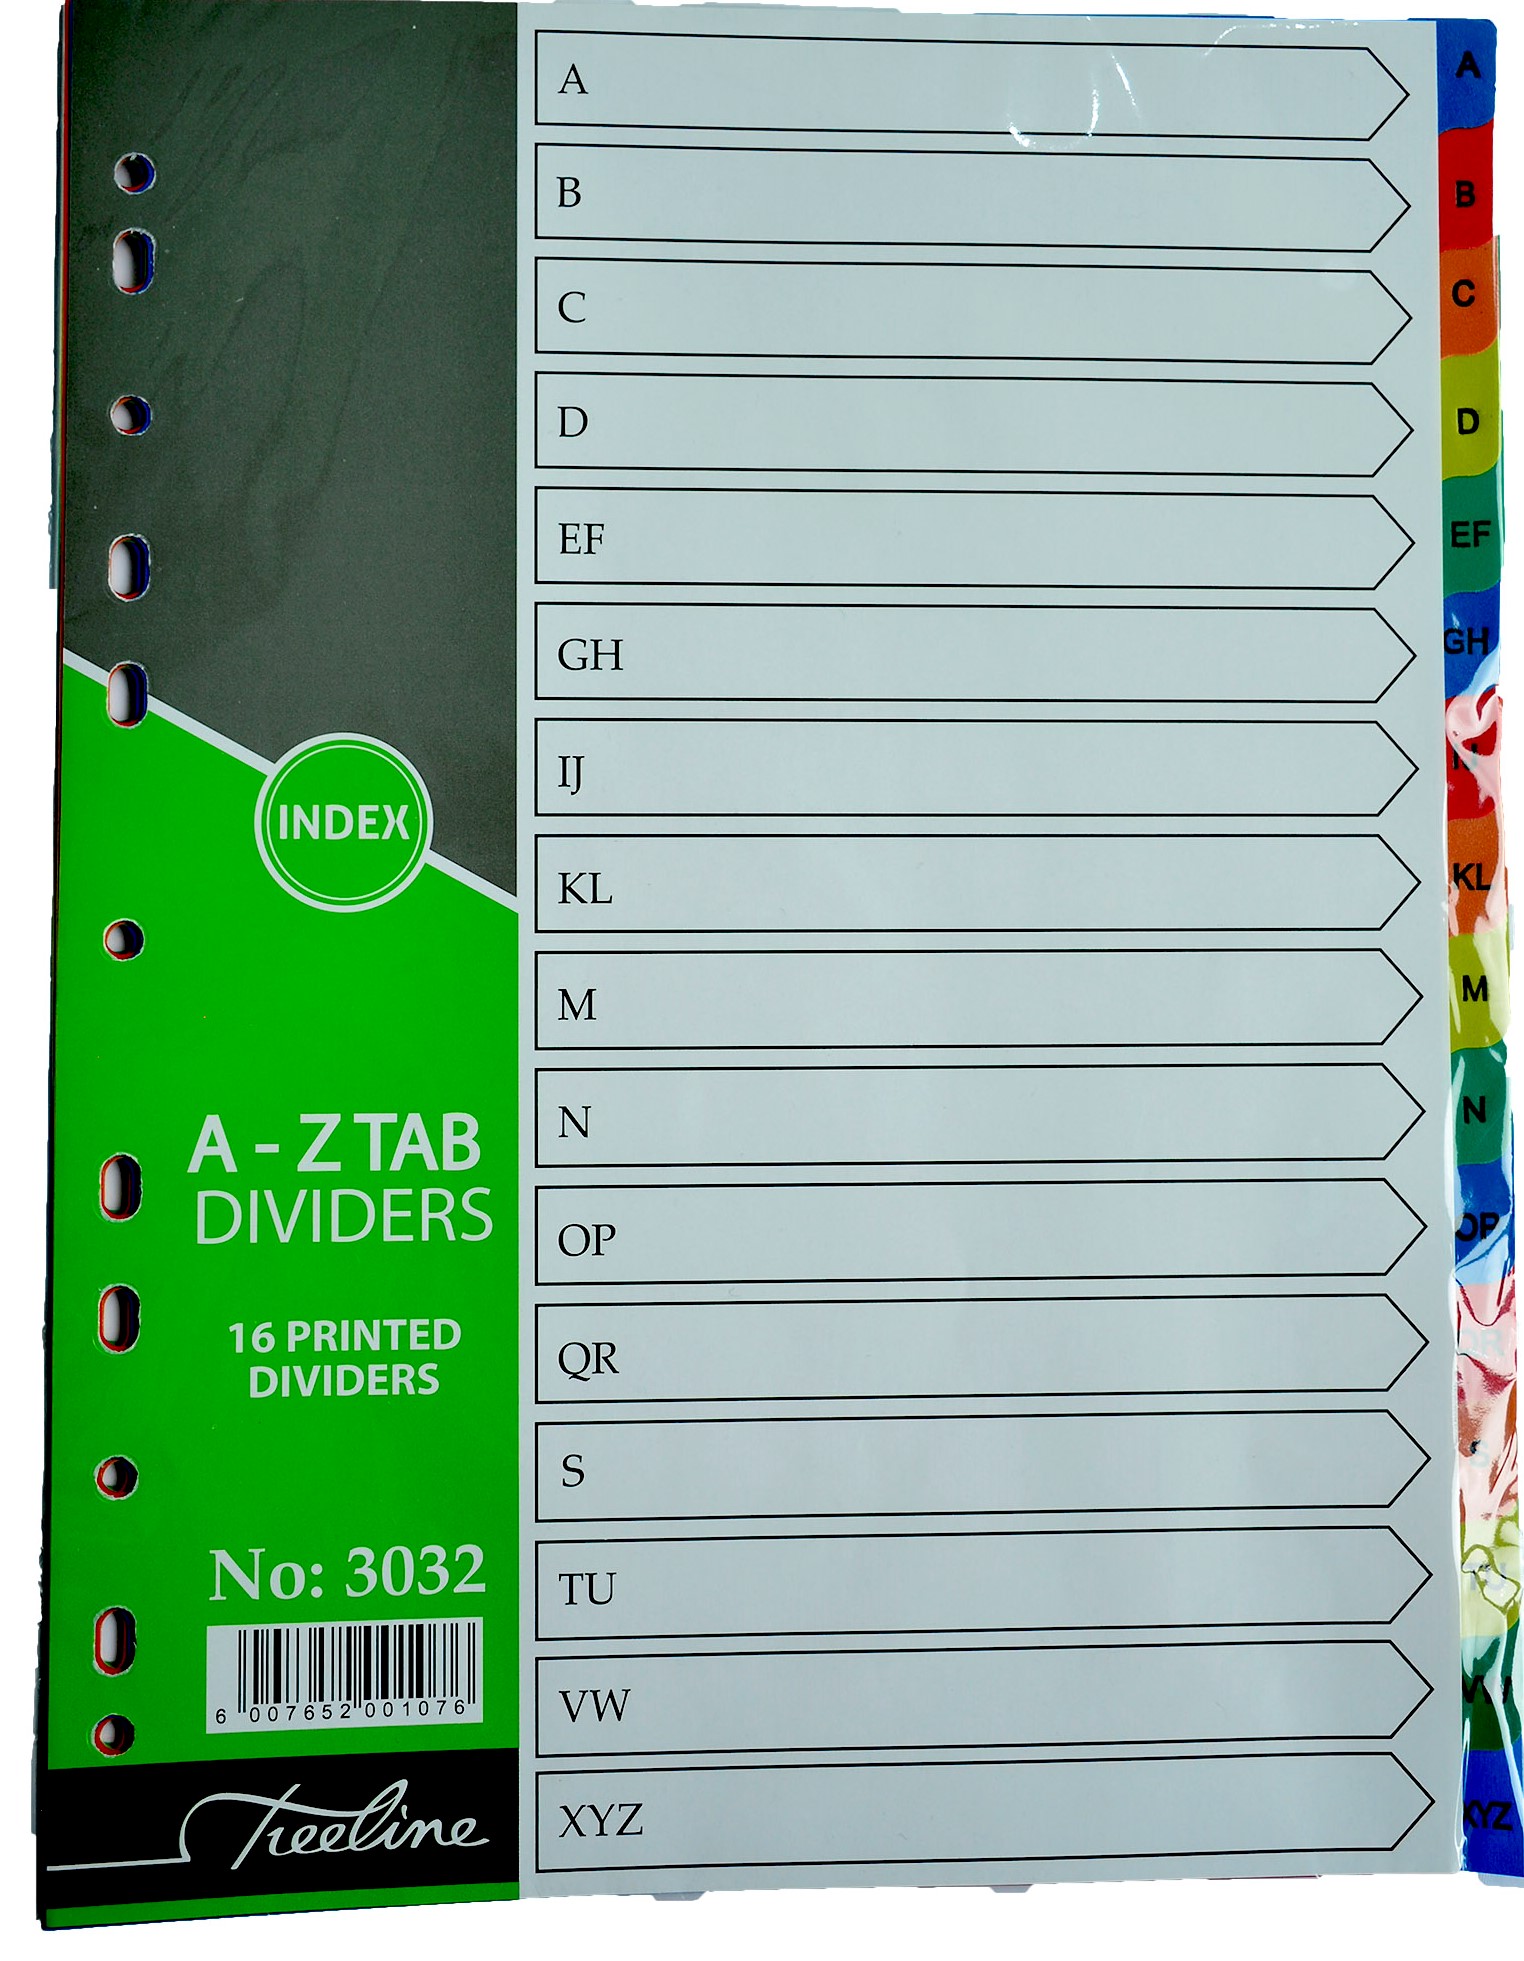 INDEX
A - Z TAB
DIVIDERS
16 PRINTED
DIVIDERS
No: 3032
6 007652 001076
Treeline
A
B
C
D
EF
GH
IJ
KL
M
N
OP
QR
S
TU
VW
XYZ
A
B
C
D
EF
GH
KL
M
N
OP
QR
S
XYZ